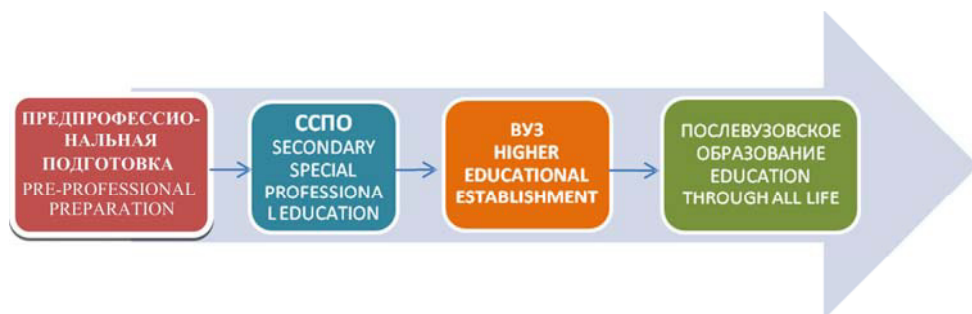 ПРЕДПРОФЕССИО-
НАЛЬНАЯ
ПОДГОТОВКА
PRE-PROFESSIONAL
PREPARATION
ССПО
SECONDARY
SPECIAL
PROFESSIONA
L EDUCATION
ВУЗ
HIGHER
EDUCATIONAL
ESTABLISHMENT
ПОСЛЕВУЗОВСКОЕ
ОБРАЗОВАНИЕ
EDUCATION
THROUGH ALL LIFE